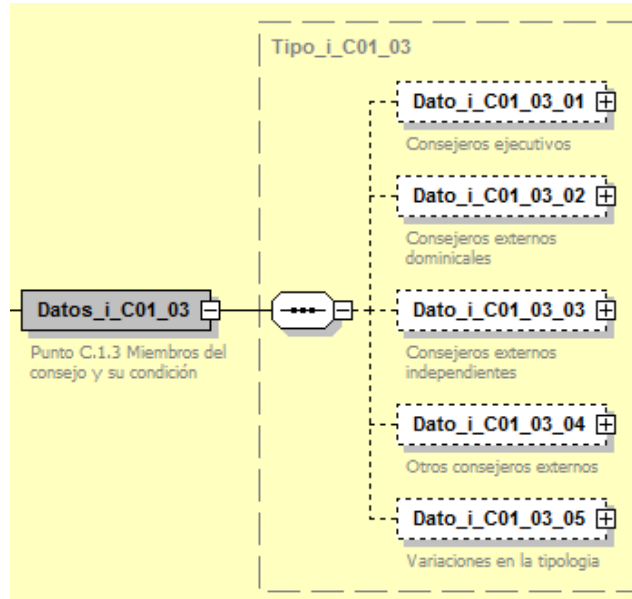 Tipo_i_C01_03
Dato_i_C01_03_01
Consejeros ejecutivos
Dato_i_C01_03_02
Consejeros externos
dominicales
Datos_i_C01_03
Punto C.1.3 Miembros del
consejo y su condición
Dato_i_C01_03_03
Consejeros externos
independientes
Dato_i_C01_03_04
Otros consejeros externos
Dato_i_C01_03_05
Variaciones en la tipologia